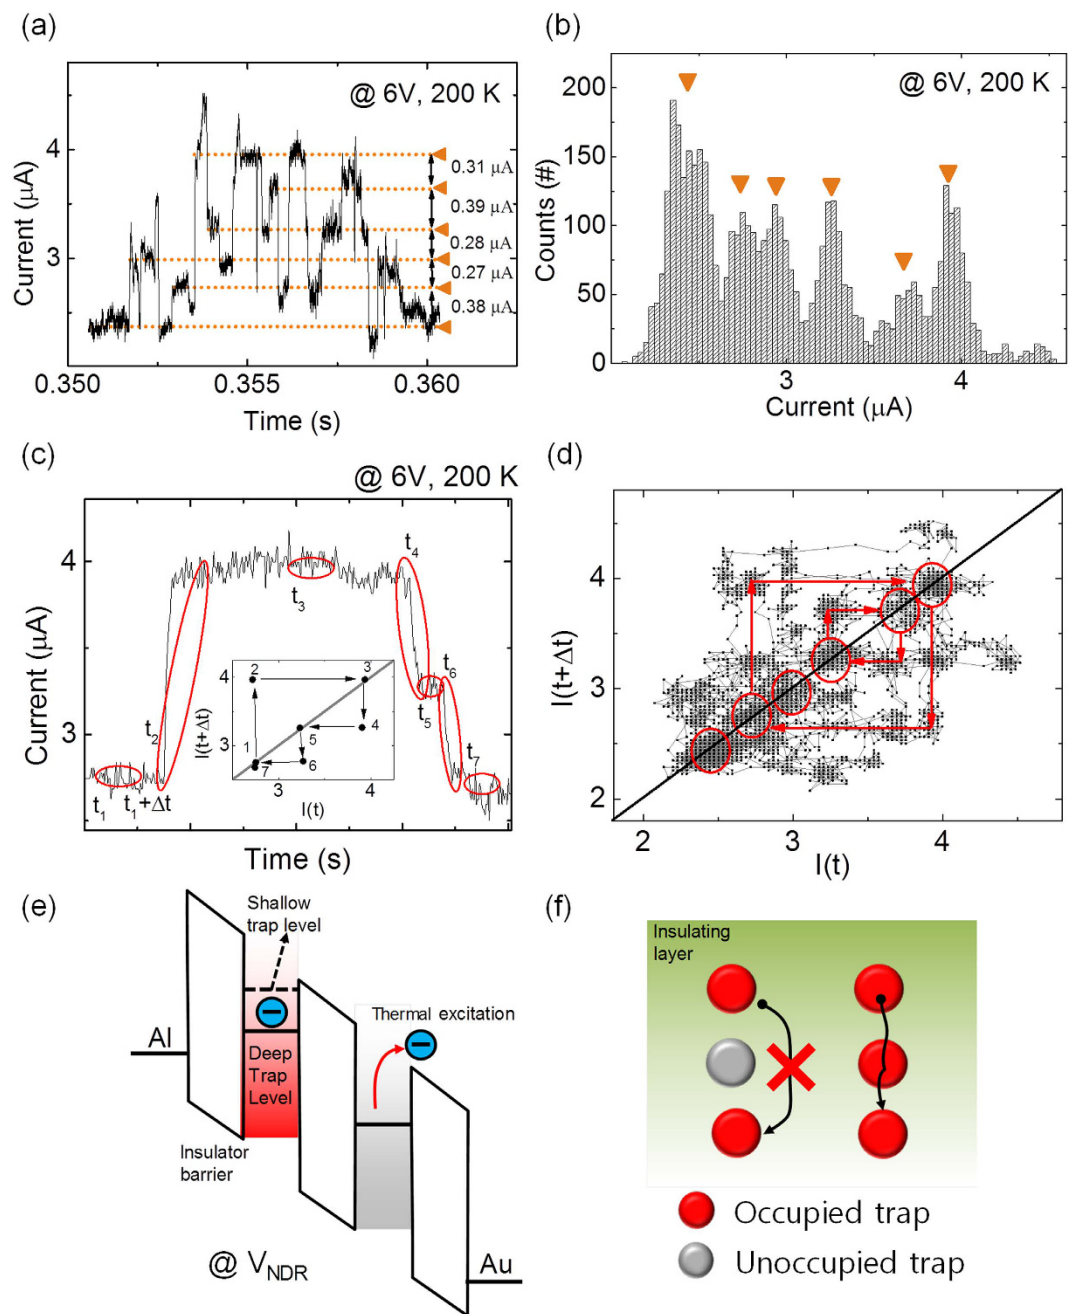 (a)
@ 6V, 200 K
Current (μA)
4
3
0.31 μA
0.39 μA
0.28 μA
0.27 μA
0.38 μA
0.350
0.355
0.360
Time (s)
(b)
@ 6V, 200 K
Counts (#)
200
150
100
50
0
3
4
Current (μA)
(c)
@ 6V, 200 K
Current (μA)
4
3
t1
t1+Δt
t2
t3
t4
t5
t6
t7
I(t+Δt)
4
3
2
3
4
5
1
6
7
3
4
I(t)
Time (s)
(d)
I(t+Δt)
4
3
2
2
3
4
I(t)
(e)
Shallow
trap level
Al
Deep
Trap
Level
Thermal excitation
Insulator
barrier
@ VNDR
Au
(f)
Insulating
layer
Occupied trap
Unoccupied trap